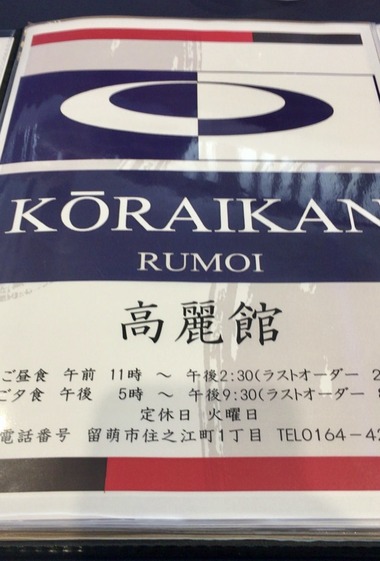 KŌRAIKAN
RUMOI
高麗館
ご昼食 午前 11時 ～ 午後2:30(ラストオーダー 2
ご夕食 午後 5時 ～ 午後9:30(ラストオーダー
定休日 火曜日
電話番号 留萌市住之江町1丁目 TEL0164-42